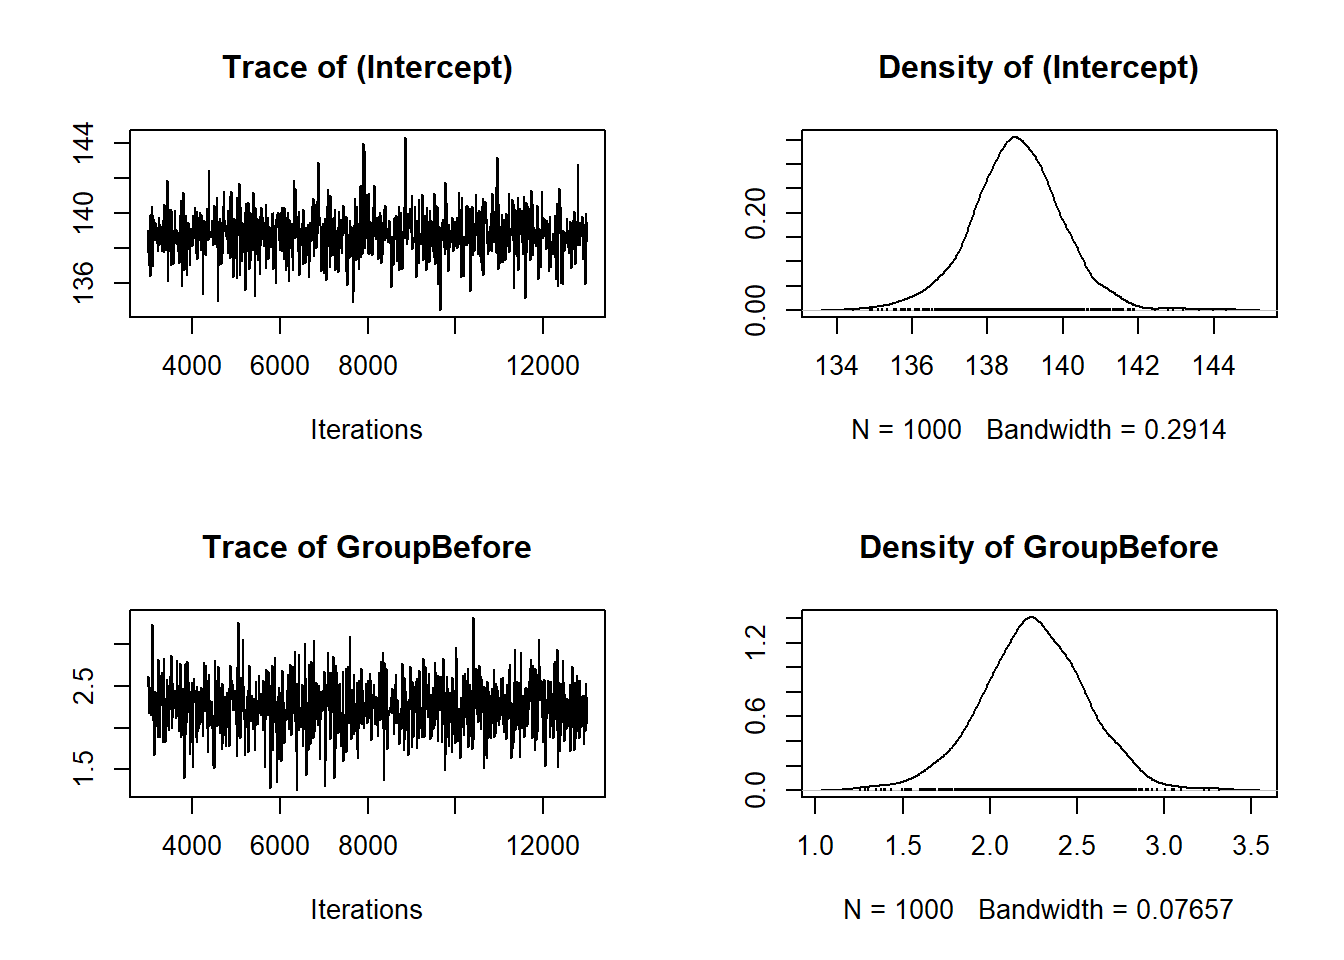 Trace of (Intercept)
144
140
136
4000 6000 8000 12000
Iterations
Density of (Intercept)
0.20
0.00
134 136 138 140 142 144
N = 1000 Bandwidth = 0.2914
Trace of GroupBefore
2.5
1.5
4000 6000 8000 12000
Iterations
Density of GroupBefore
1.2
0.6
0.0
1.0 1.5 2.0 2.5 3.0 3.5
N = 1000 Bandwidth = 0.07657